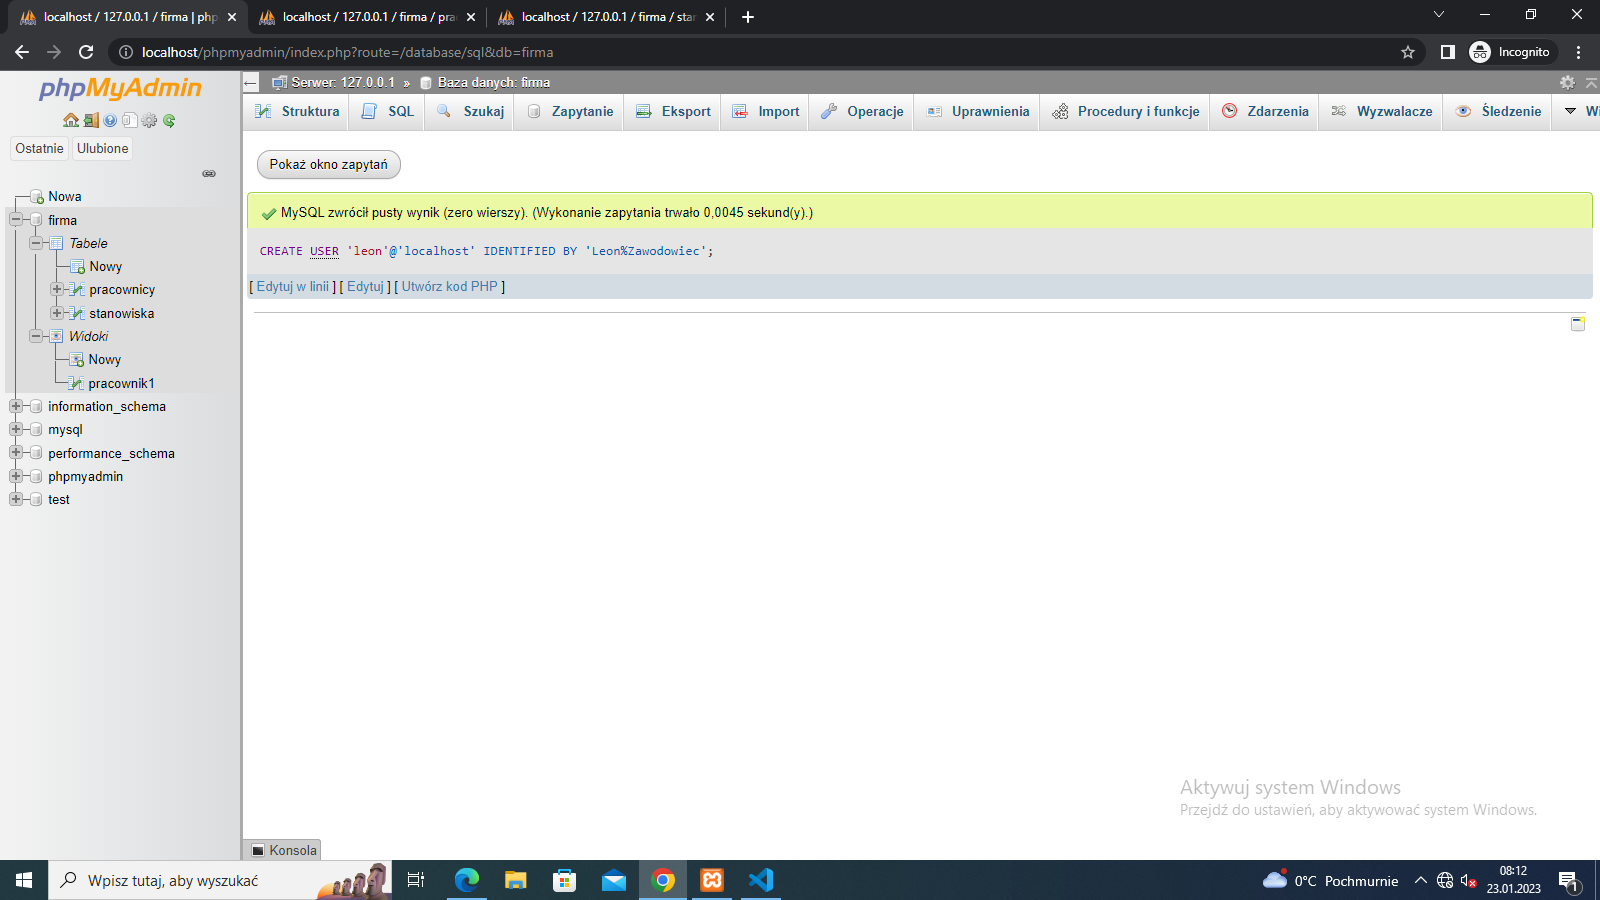 localhost / 127.0.0.1 / firma | php
localhost / 127.0.0.1 / firma / pra
localhost / 127.0.0.1 / firma / star
localhost/phpmyadmin/index.php?route=/database/sql&db=firma
Incognito
phpMyAdmin
Ostatnie
Ulubione
Nowa
firma
Tabele
Nowy
pracownicy
stanowiska
Widoki
Nowy
pracownik1
information_schema
mysql
performance_schema
phpmyadmin
test
Serwer: 127.0.0.1 » Baza danych: firma
Struktura
SQL
Szukaj
Zapytanie
Eksport
Import
Operacje
Uprawnienia
Procedury i funkcje
Zdarzenia
Wyzwalacze
Śledzenie
Pokaż okno zapytań
MySQL zwrócił pusty wynik (zero wierszy). (Wykonanie zapytania trwało 0,0045 sekund(y).)
CREATE USER 'leon'@'localhost' IDENTIFIED BY 'Leon%Zawodowiec';
[ Edytuj w linii ] [ Edytuj ] [ Utwórz kod PHP ]
Aktywuj system Windows
Przejdź do ustawień, aby aktywować system Windows.
Konsola
Wpisz tutaj, aby wyszukać
0°C Pochmurnie
08:12
23.01.2023
1